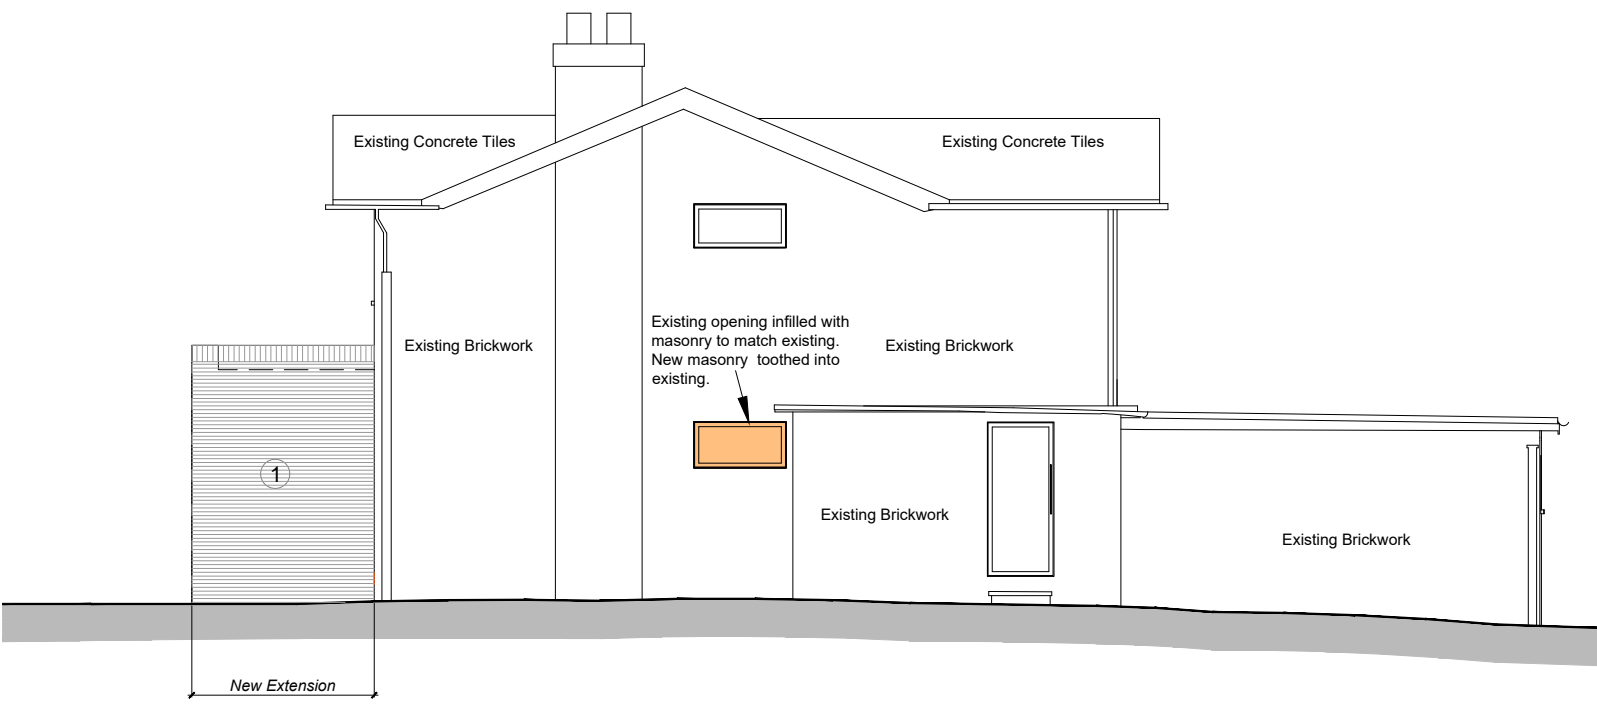 Existing Concrete Tiles
Existing Concrete Tiles
Existing opening infilled with
masonry to match existing.
New masonry toothed into
existing.
Existing Brickwork
Existing Brickwork
1
Existing Brickwork
Existing Brickwork
New Extension